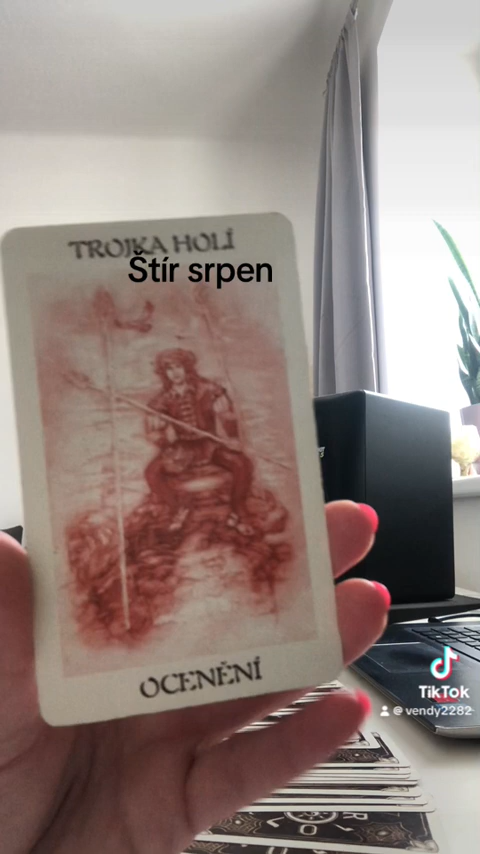 TROJKA HOLÍ
Štír srpen
OCENĚNÍ
TikTok
@ vendy2282